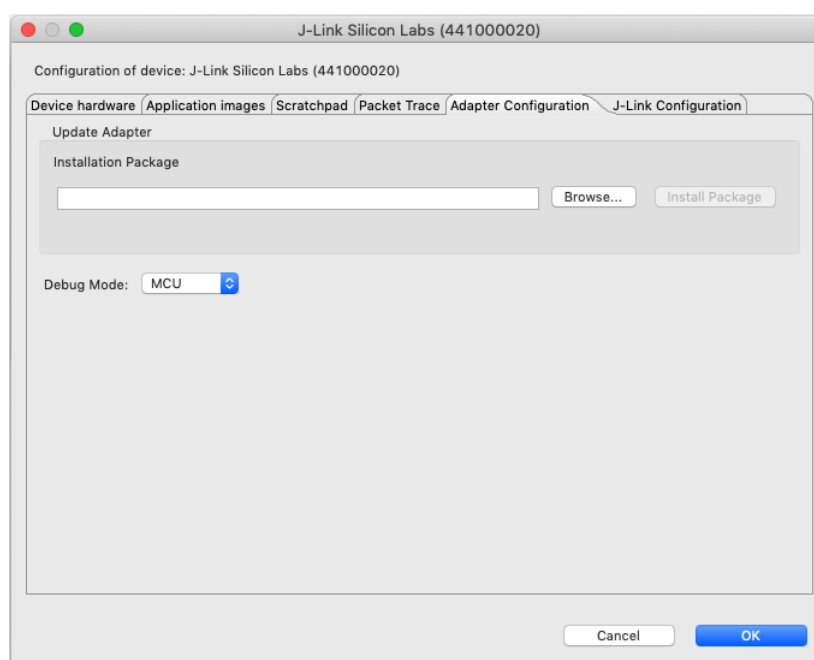 J-Link Silicon Labs (441000020)
Configuration of device: J-Link Silicon Labs (441000020)
Device hardware Application images Scratchpad Packet Trace Adapter Configuration J-Link Configuration
Update Adapter
Installation Package
Browse... Install Package
Debug Mode: MCU
Cancel OK